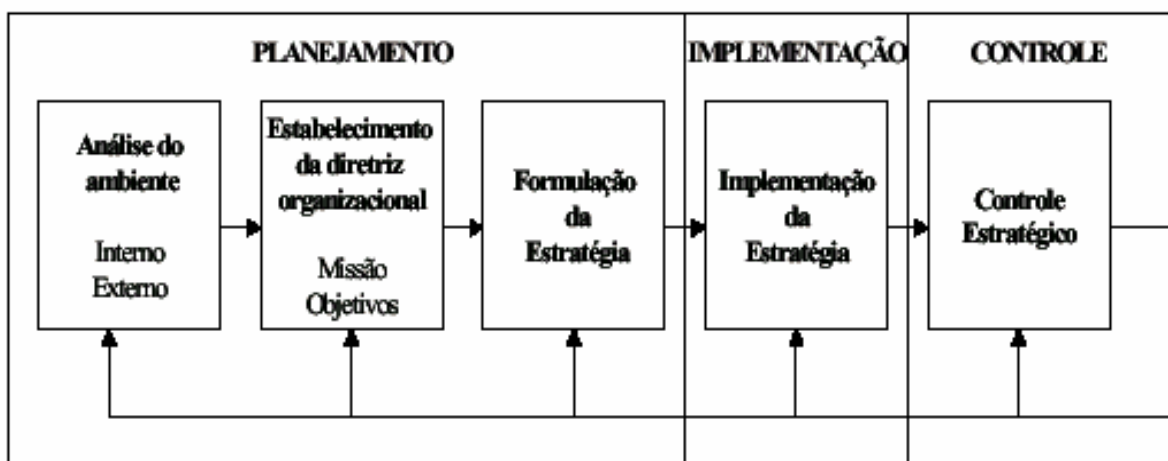 PLANEJAMENTO
IMPLEMENTAÇÃO
CONTROLE
Análise do
ambiente
Interno
Externo
Estabelecimento
da diretriz
organizacional
Missão
Objetivos
Formulação
da
Estratégia
Implementação
da
Estratégia
Controle
Estratégico